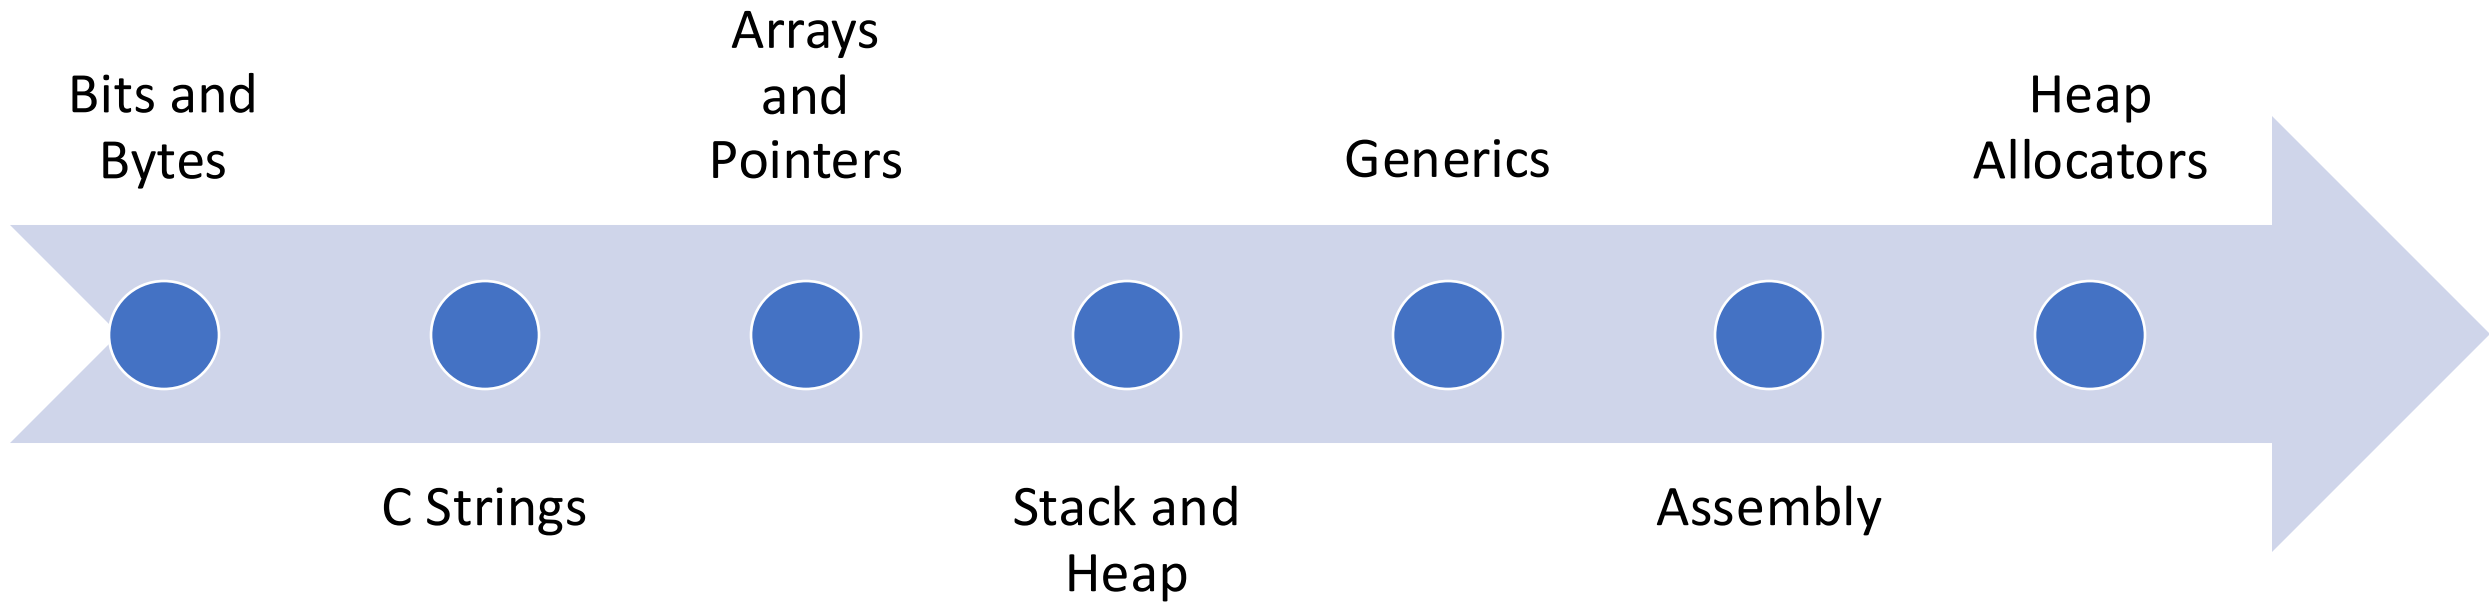 Bits and
Bytes
C Strings
Arrays
and
Pointers
Stack and
Heap
Generics
Assembly
Heap
Allocators